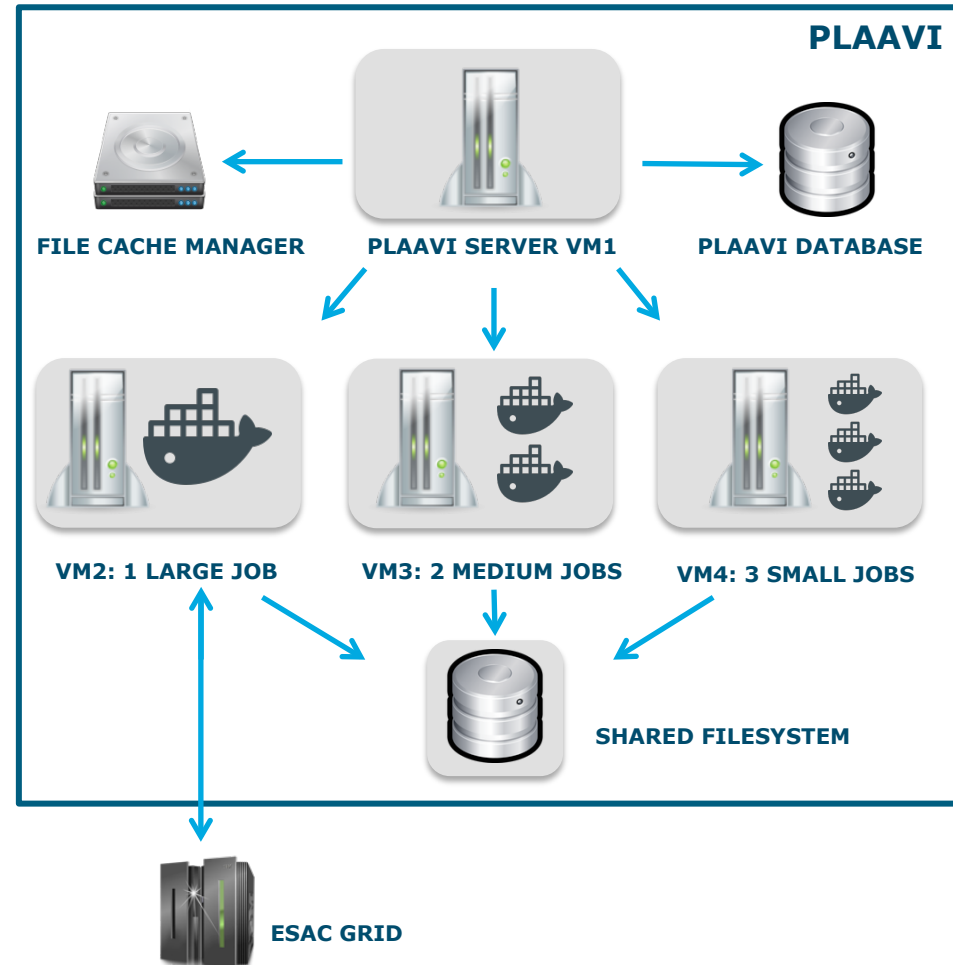 PLAAVI
FILE CACHE MANAGER
PLAAVI SERVER VM1
PLAAVI DATABASE
VM2: 1 LARGE JOB
VM3: 2 MEDIUM JOBS
VM4: 3 SMALL JOBS
SHARED FILESYSTEM
ESAC GRID